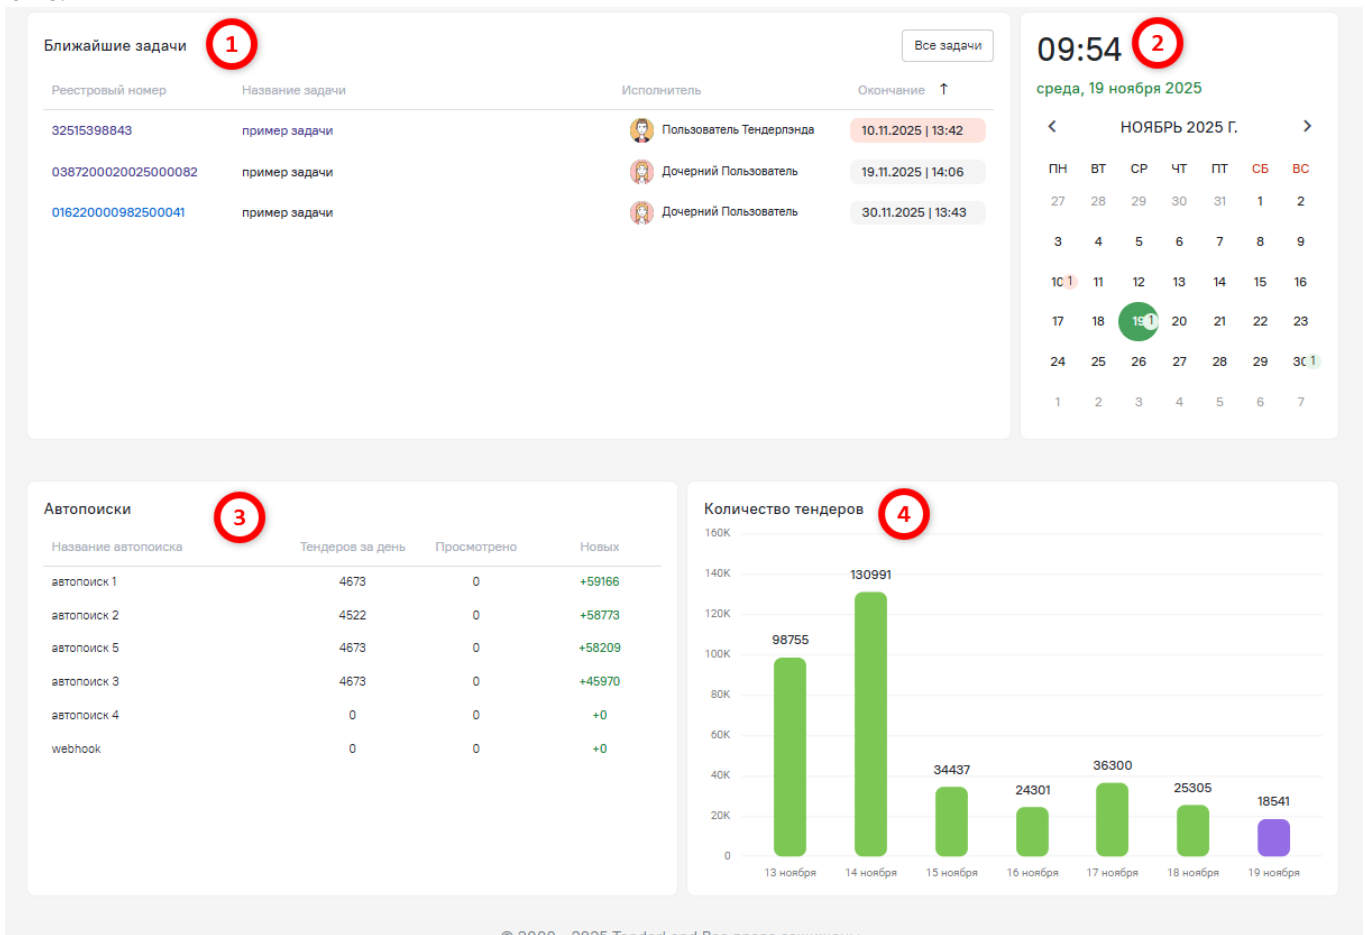 Ближайшие задачи 1 Все задачи
Реестровый номер Название задачи Исполнитель Окончание ↑
32515398843 пример задачи Пользователь Тендерлэнда 10.11.2025 | 13:42
0387200020025000082 пример задачи Дочерний Пользователь 19.11.2025 | 14:06
016220000982500041 пример задачи Дочерний Пользователь 30.11.2025 | 13:43
09:54 2
среда, 19 ноября 2025
НОЯБРЬ 2025 Г.
ПН ВТ СР ЧТ ПТ СБ ВС
27 28 29 30 31 1 2
3 4 5 6 7 8 9
10 1 11 12 13 14 15 16
17 18 19 1 20 21 22 23
24 25 26 27 28 29 30 1
1 2 3 4 5 6 7
Автопоиски 3
Название автопоиска Тендеров за день Просмотрено Новых
автопоиск 1 4673 0 +59166
автопоиск 2 4522 0 +58773
автопоиск 5 4673 0 +58209
автопоиск 3 4673 0 +45970
автопоиск 4 0 0 +0
webhook 0 0 +0
Количество тендеров 4
160K
140K
120K
100K
80K
60K
40K
20K
0
98755
130991
34437
24301
36300
25305
18541
13 ноября 14 ноября 15 ноября 16 ноября 17 ноября 18 ноября 19 ноября